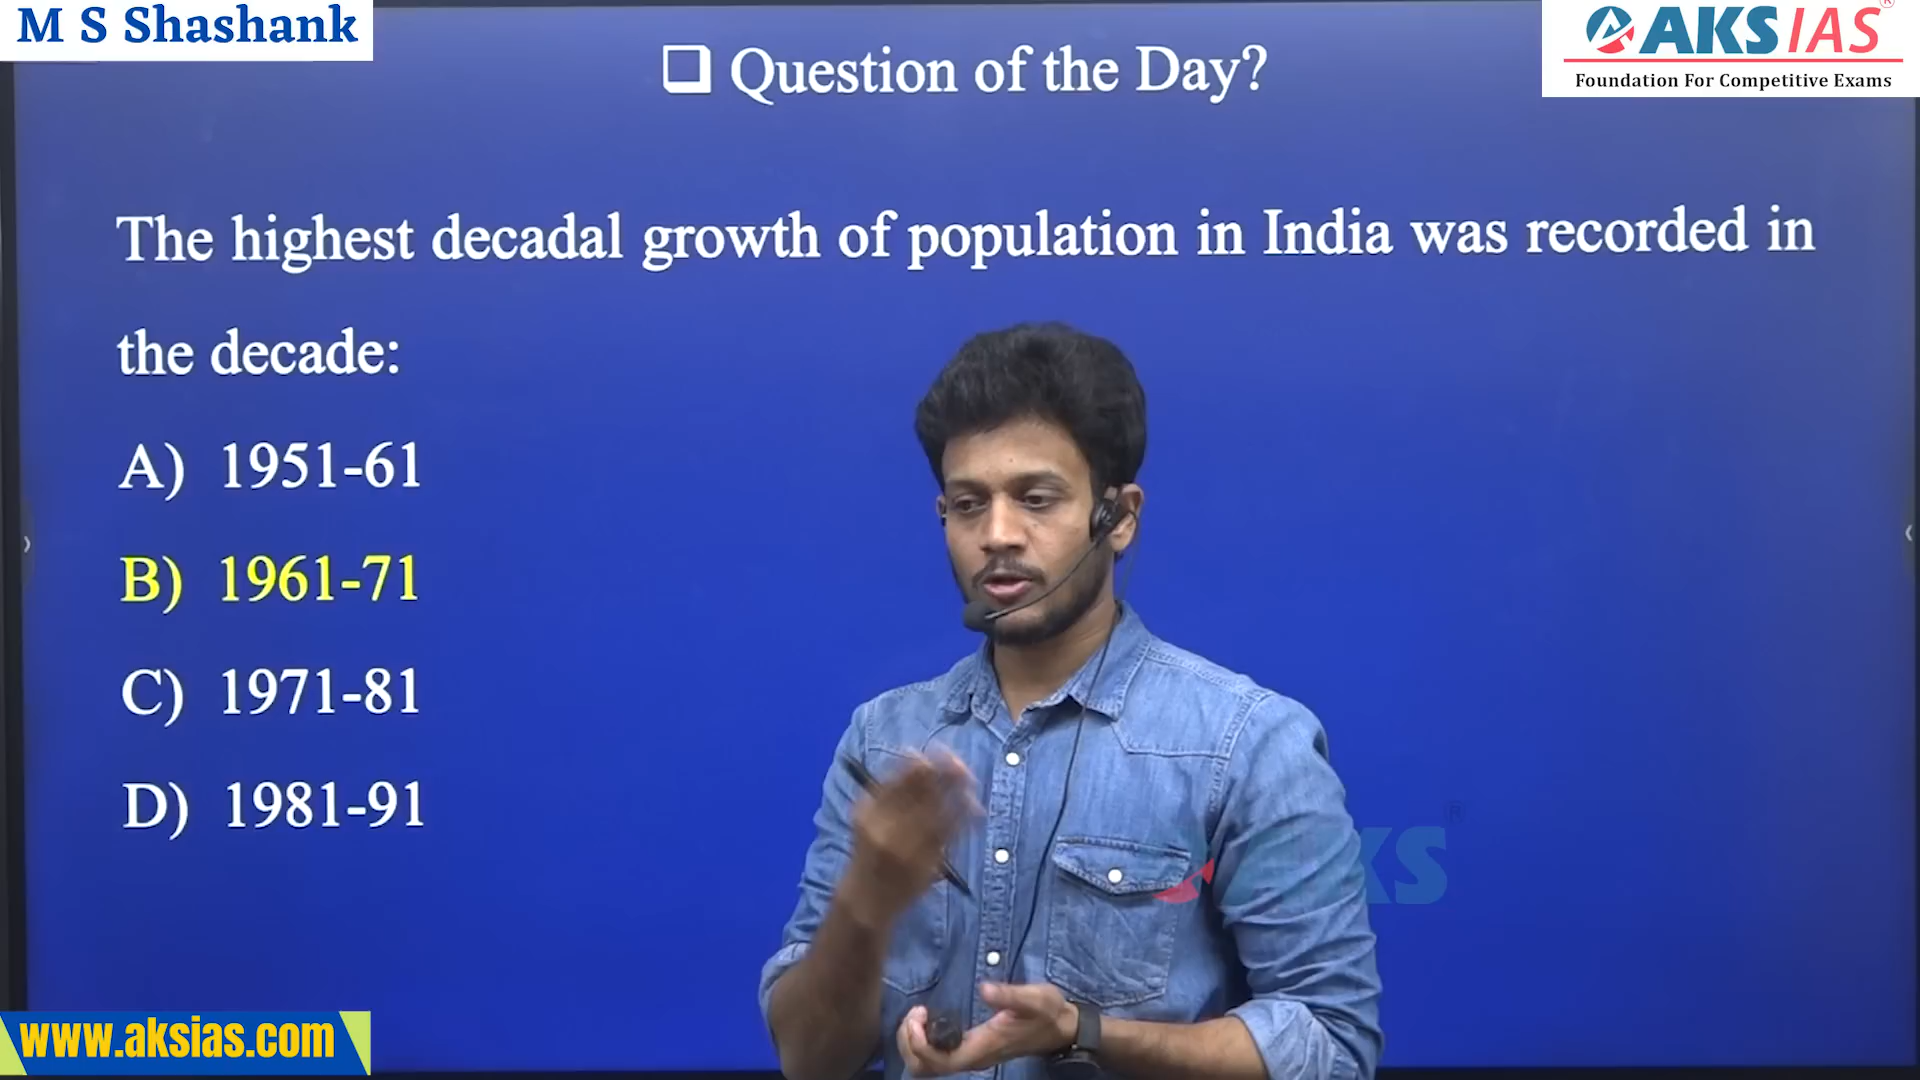 M S Shashank
AKS IAS
®
Foundation For Competitive Exams
❑ Question of the Day?
The highest decadal growth of population in India was recorded in
the decade:
A) 1951-61
B) 1961-71
C) 1971-81
D) 1981-91
AKS
®
www.aksias.com